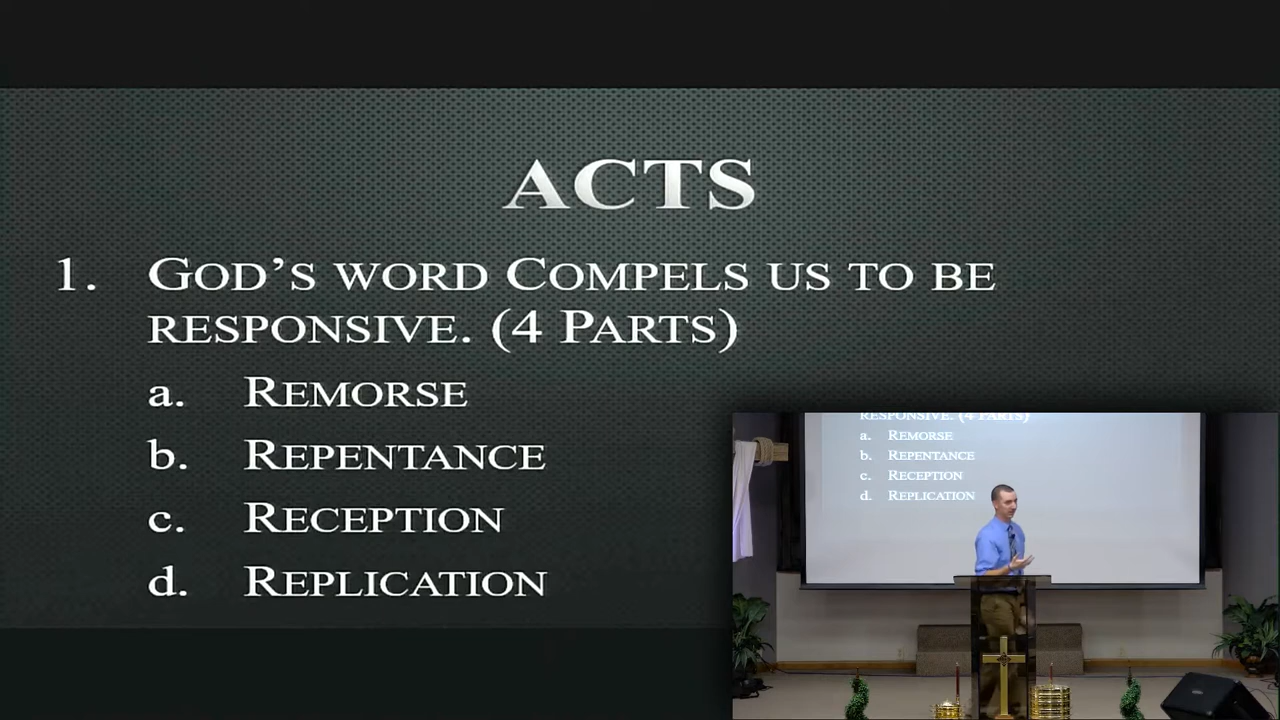 ACTS
1. GOD'S WORD COMPELS US TO BE
RESPONSIVE. (4 PARTS)
a. REMORSE
b. REPENTANCE
c. RECEPTION
d. REPLICATION
RESPONSIVE. (4 PARTS)
a. REMORSE
b. REPENTANCE
c. RECEPTION
d. REPLICATION